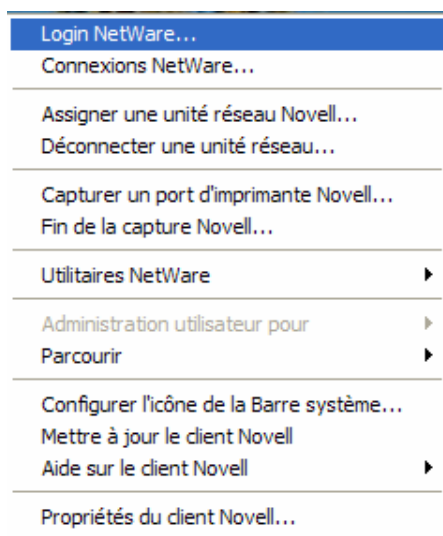 Login NetWare...
Connexions NetWare...
Assigner une unité réseau Novell...
Déconnecter une unité réseau...
Capturer un port d'imprimante Novell...
Fin de la capture Novell...
Utilitaires NetWare
Administration utilisateur pour
Parcourir
Configurer l'icône de la Barre système...
Mettre à jour le client Novell
Aide sur le client Novell
Propriétés du client Novell...